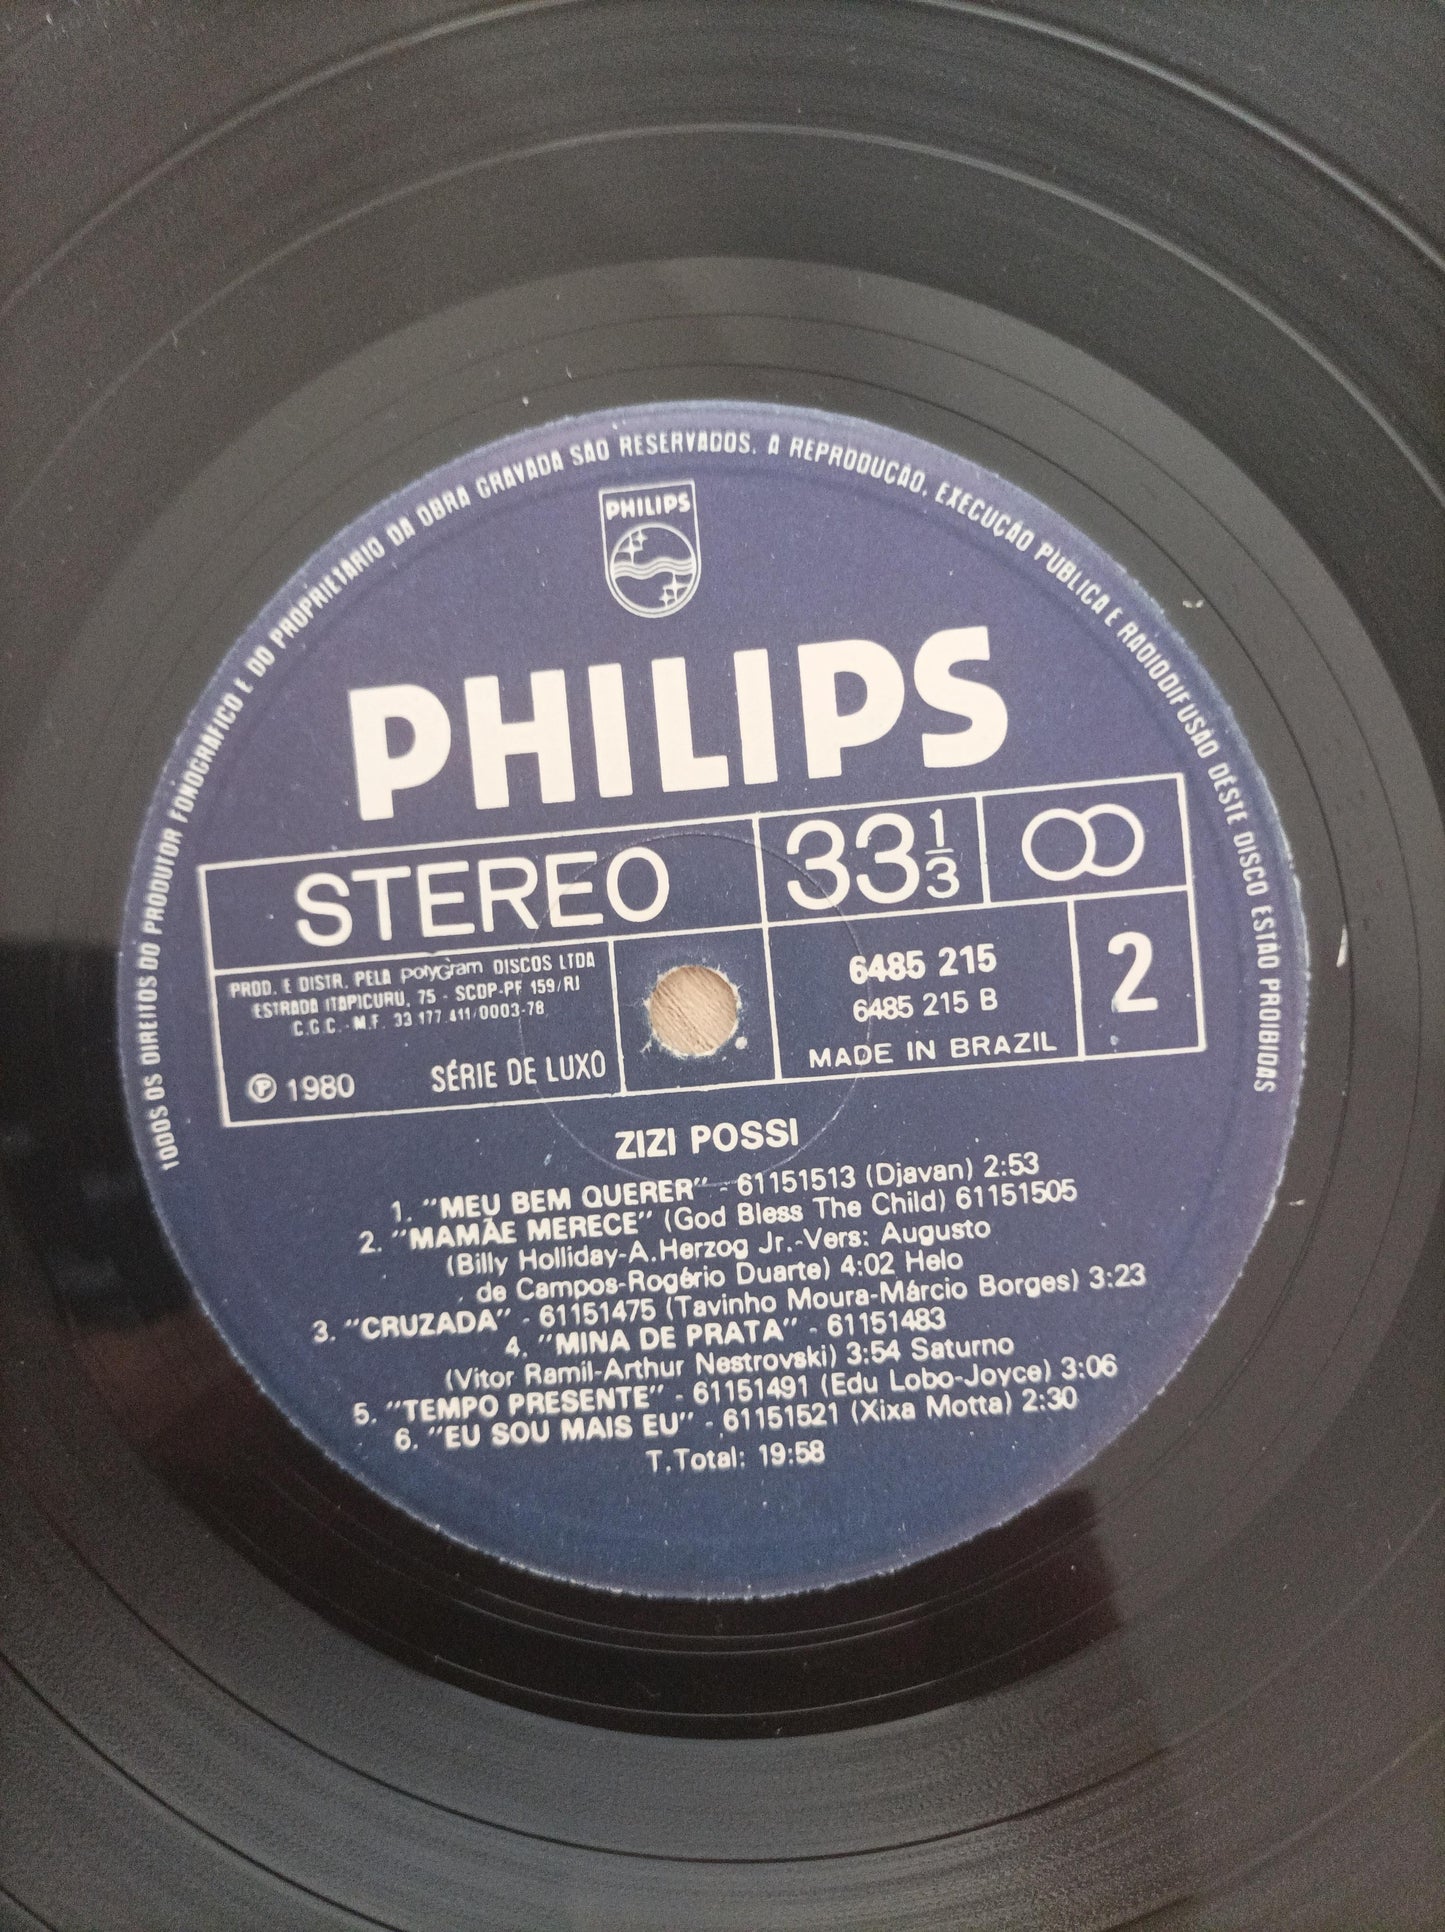 TODOS OS DIREITOS DO PRODUTOR FONOGRÁFICO E DO PROPRIETÁRIO DA OBRA GRAVADA SÃO RESERVADOS. A REPRODUÇÃO, EXECUÇÃO PÚBLICA E RADIODIFUSÃO DÊSTE DISCO ESTÃO PROIBIDAS
PHILIPS
PHILIPS
STEREO
33 1/3
PROD. E DISTR. PELA polyGram DISCOS LTDA
ESTRADA ITAPICURU, 75 - SCDP-PF 159/RJ
C.G.C.-M.F. 33.177.411/0003-78
℗ 1980 SÉRIE DE LUXO
6485 215
6485 215 B
MADE IN BRAZIL
2
ZIZI POSSI
1. "MEU BEM QUERER" - 61151513 (Djavan) 2:53
2. "MAMÃE MERECE" (God Bless The Child) 61151505
(Billy Holliday-A.Herzog Jr.-Vers: Augusto
de Campos-Rogério Duarte) 4:02 Helo
3. "CRUZADA" - 61151475 (Tavinho Moura-Márcio Borges) 3:23
4. "MINA DE PRATA" - 61151483
(Vitor Ramil-Arthur Nestrovski) 3:54 Saturno
5. "TEMPO PRESENTE" - 61151491 (Edu Lobo-Joyce) 3:06
6. "EU SOU MAIS EU" - 61151521 (Xixa Motta) 2:30
T.Total: 19:58